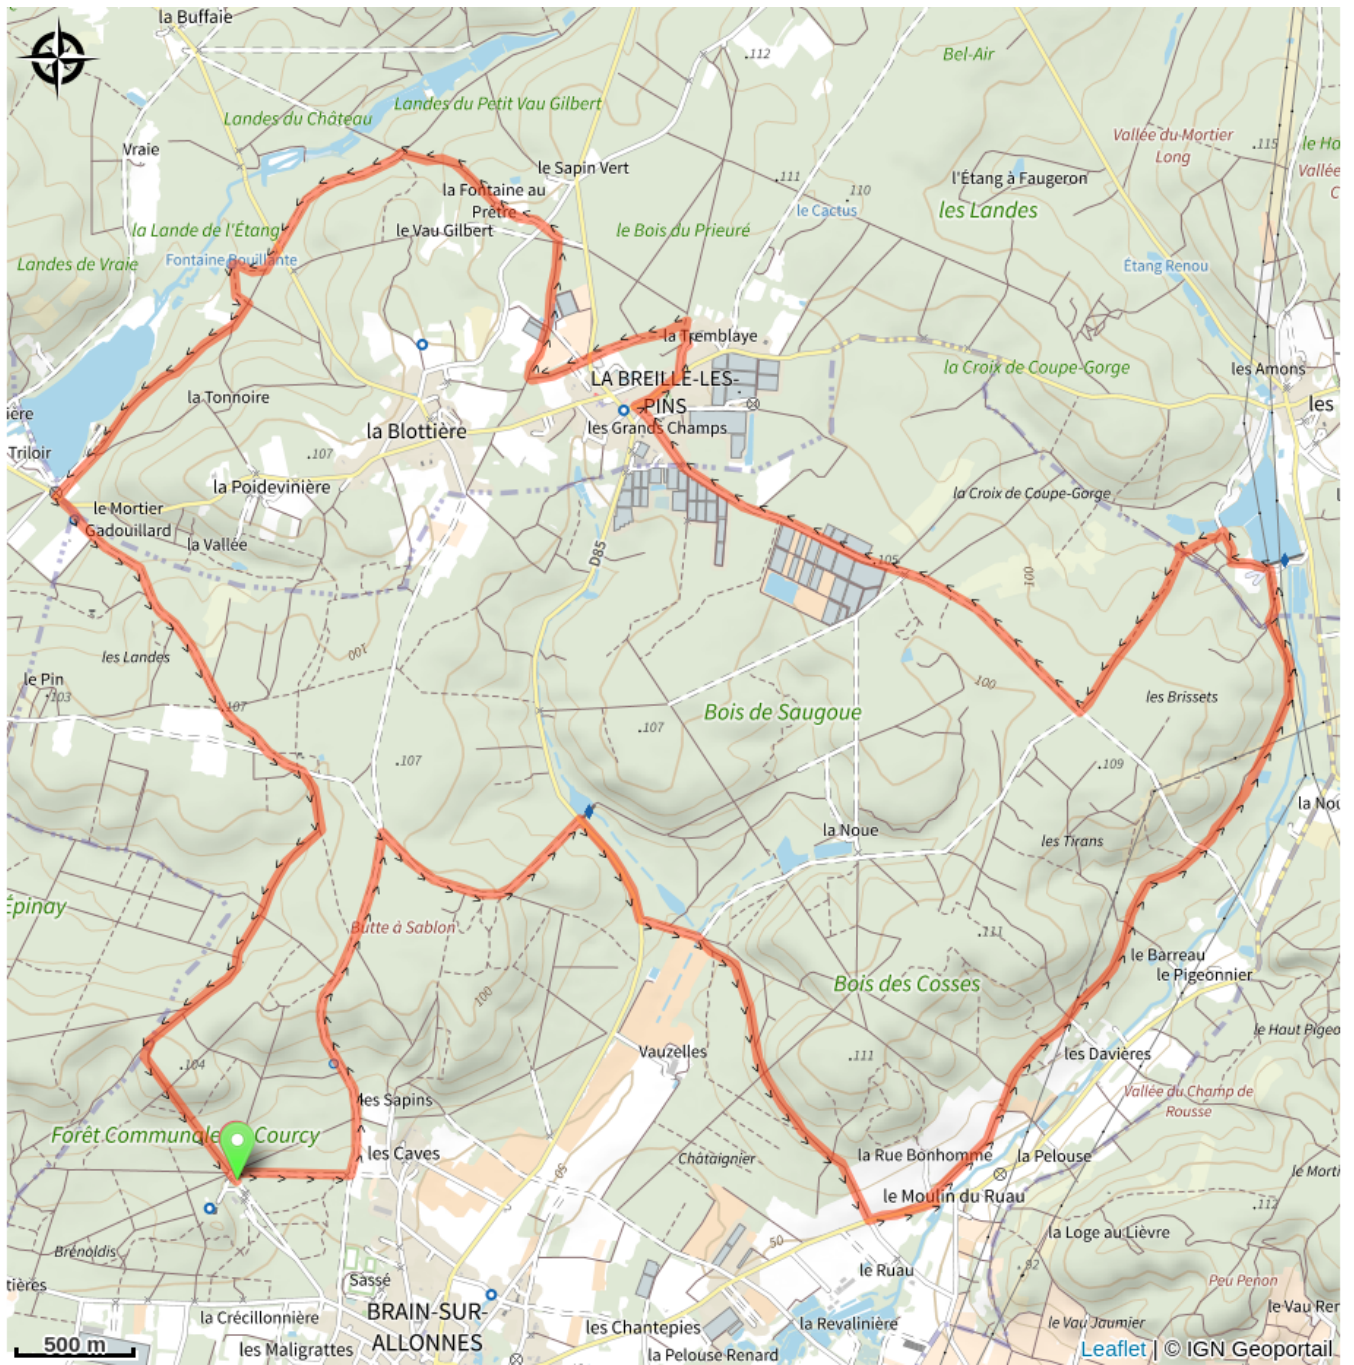 la Buffaie
.112
Bel-Air
Landes du Petit Vau Gilbert
Landes du Château
Vallée du Mortier
Long
.115
le Ha
Vraie
le Sapin Vert
Vallée
C
la Fontaine au
Prêtre
.111
110
l'Étang à Faugeron
le Cactus
les Landes
la Lande de l'Étang
le Vau Gilbert
le Bois du Prieuré
Landes de Vraie
Fontaine Bouillante
Étang Renou
la Tremblaye
la Croix de Coupe-Gorge
les Amons
LA BREILLE-LES-
PINS
la Tonnoire
les
ière
la Blottière
les Grands Champs
Triloir
.107
la Poidevinière
la Croix de Coupe-Gorge
le Mortier
Gadouillard
la Vallée
D85
.105
100
les Landes
100
le Pin
.103
107
100
les Brissets
Bois de Saugoue
.107
.107
.109
la Nou
la Noue
les Tirans
Épinay
Butte à Sablon
.111
le Barreau
le Pigeonnier
Bois des Cosses
100
le Haut Pigeo
Vauzelles
.111
les Davières
.104
les Sapins
Vallée du Champ de
Rousse
Forêt Communale de Courcy
les Caves
Châtaignier
la Rue Bonhomme
la Pelouse
50
le Morti
le Moulin du Ruau
.112
la Loge au Lièvre
50
Brénoldis
.92
le Ruau
tières
Sassé
Peu Penon
la Crécillonnière
BRAIN-SUR-
ALLONNES
les Chantepies
la Revalinière
le Vau Jaumier
le Vau Rer
500 m
les Maligrattes
la Pelouse Renard
Leaflet | © IGN Geoportail